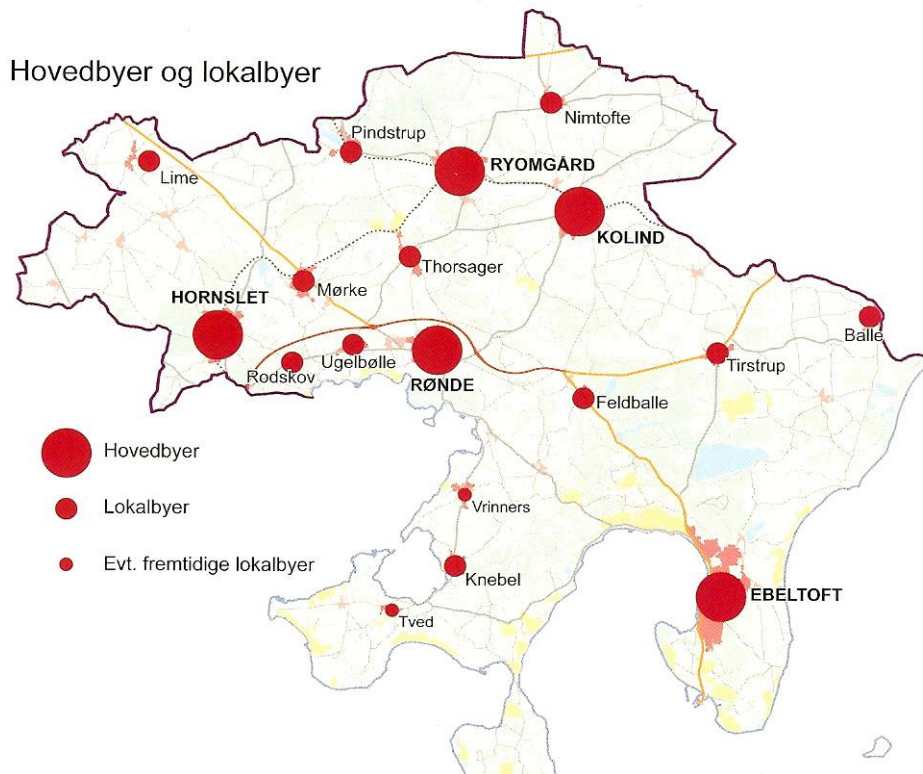 Hovedbyer og lokalbyer
Nimtofte
Pindstrup
RYOMGÅRD
Lime
KOLIND
Thorsager
Mørke
HORNSLET
Balle
Ugelbølle
Tirstrup
Rodskov
RØNDE
Feldballe
Hovedbyer
Lokalbyer
Vrinners
Evt. fremtidige lokalbyer
Knebel
EBELTOFT
Tved